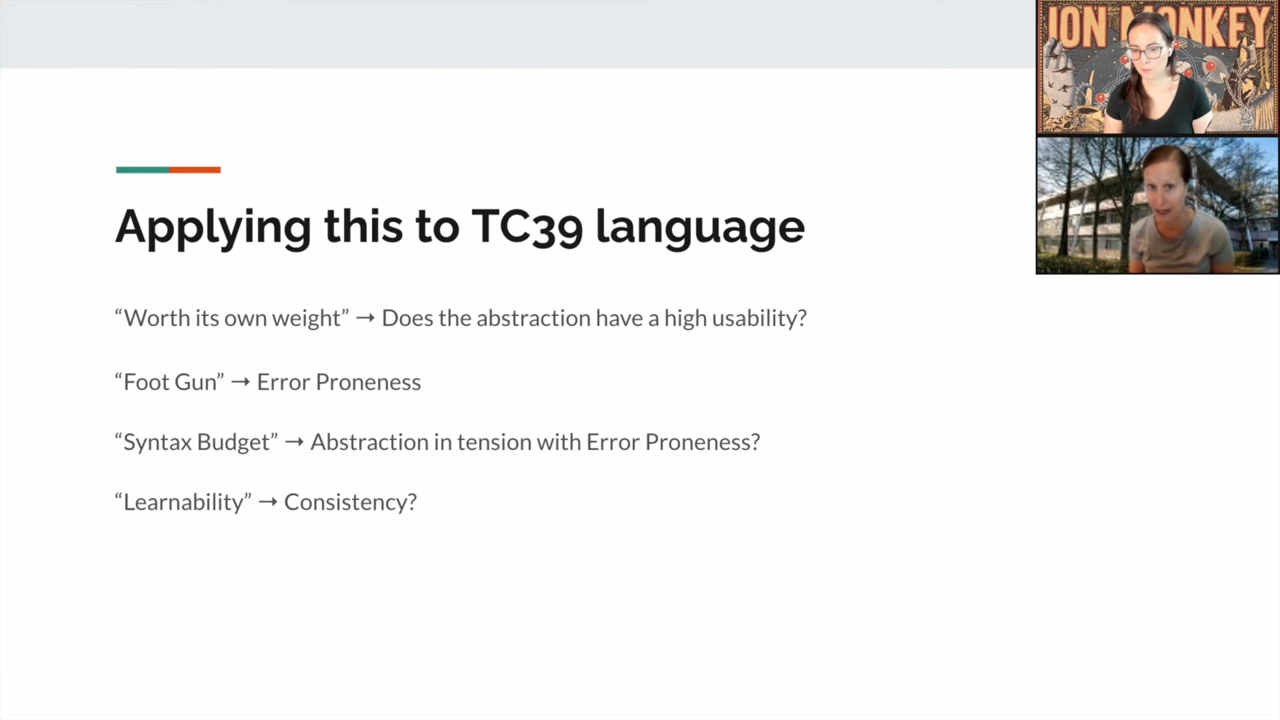 ION MONKEY
Applying this to TC39 language
“Worth its own weight” → Does the abstraction have a high usability?
“Foot Gun” → Error Proneness
“Syntax Budget” → Abstraction in tension with Error Proneness?
“Learnability” → Consistency?